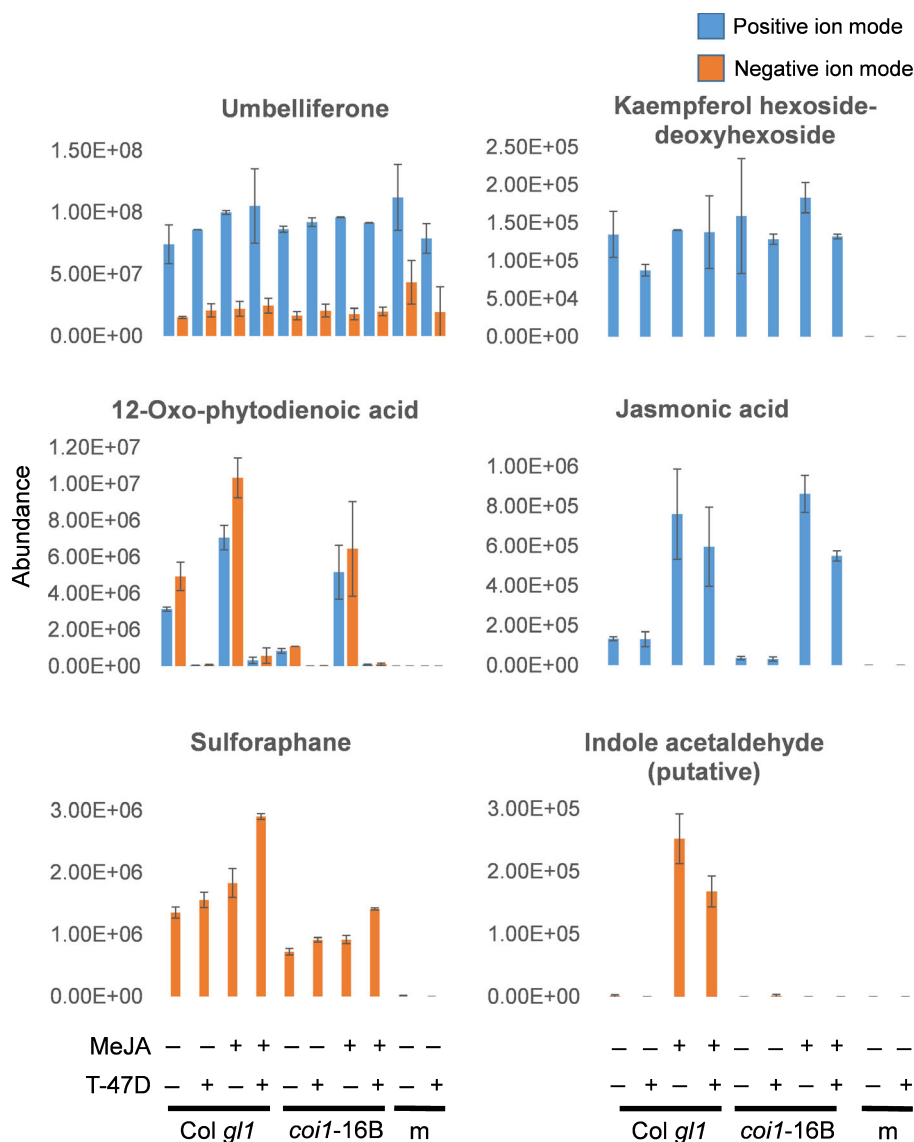 Positive ion mode
Negative ion mode
Umbelliferone
1.50E+08
1.00E+08
5.00E+07
0.00E+00
Kaempferol hexoside-
deoxyhexoside
2.50E+05
2.00E+05
1.50E+05
1.00E+05
5.00E+04
0.00E+00
Abundance
12-Oxo-phytodienoic acid
1.20E+07
1.00E+07
8.00E+06
6.00E+06
4.00E+06
2.00E+06
0.00E+00
Jasmonic acid
1.00E+06
8.00E+05
6.00E+05
4.00E+05
2.00E+05
0.00E+00
Sulforaphane
3.00E+06
2.00E+06
1.00E+06
0.00E+00
Indole acetaldehyde
(putative)
3.00E+05
2.00E+05
1.00E+05
0.00E+00
MeJA – – + + – – + + – – – – + + – – + + – –
T-47D – + – + – + – + – + – + – + – + – + – +
Col gl1 coi1-16B m Col gl1 coi1-16B m